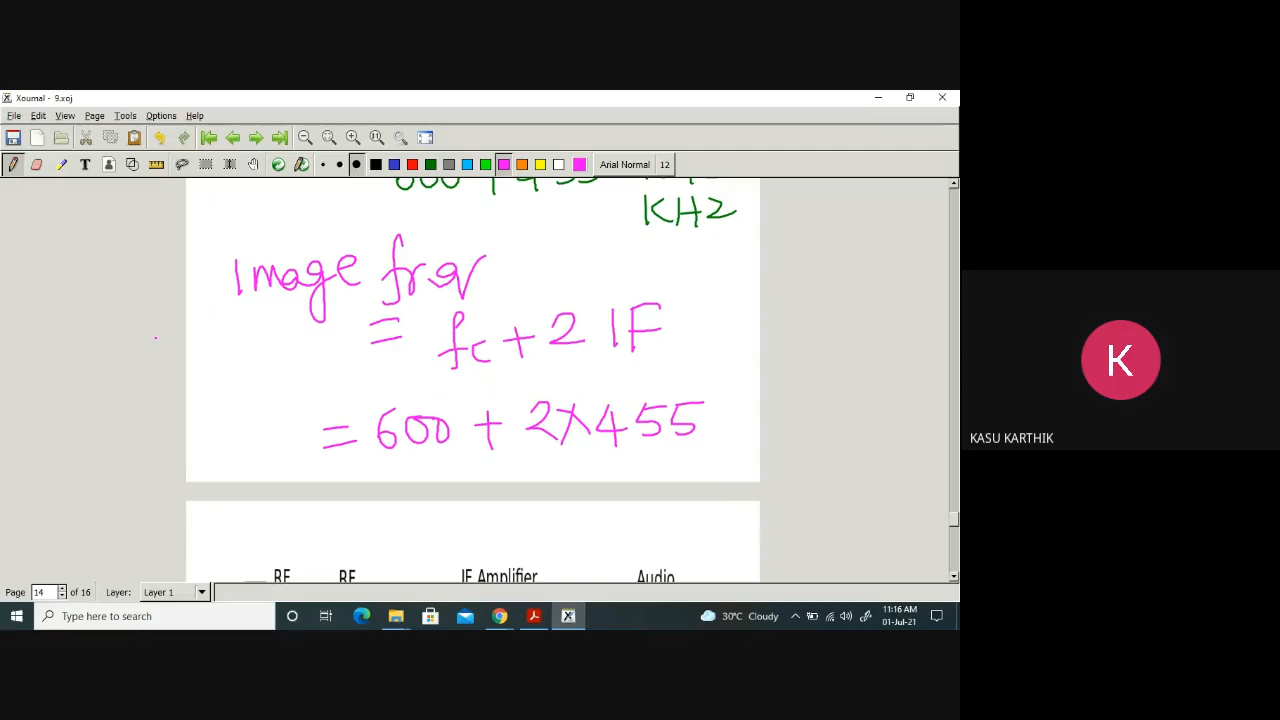 Xournal - 9.xoj
File Edit View Page Tools Options Help
Arial Normal 12
600 + 455
KHZ
Image frq
= fc + 2 IF
= 600 + 2X455
RF RF IF Amplifier Audio
Page 14 of 16 Layer: Layer 1
Type here to search
30°C Cloudy
11:16 AM
01-Jul-21
K
KASU KARTHIK